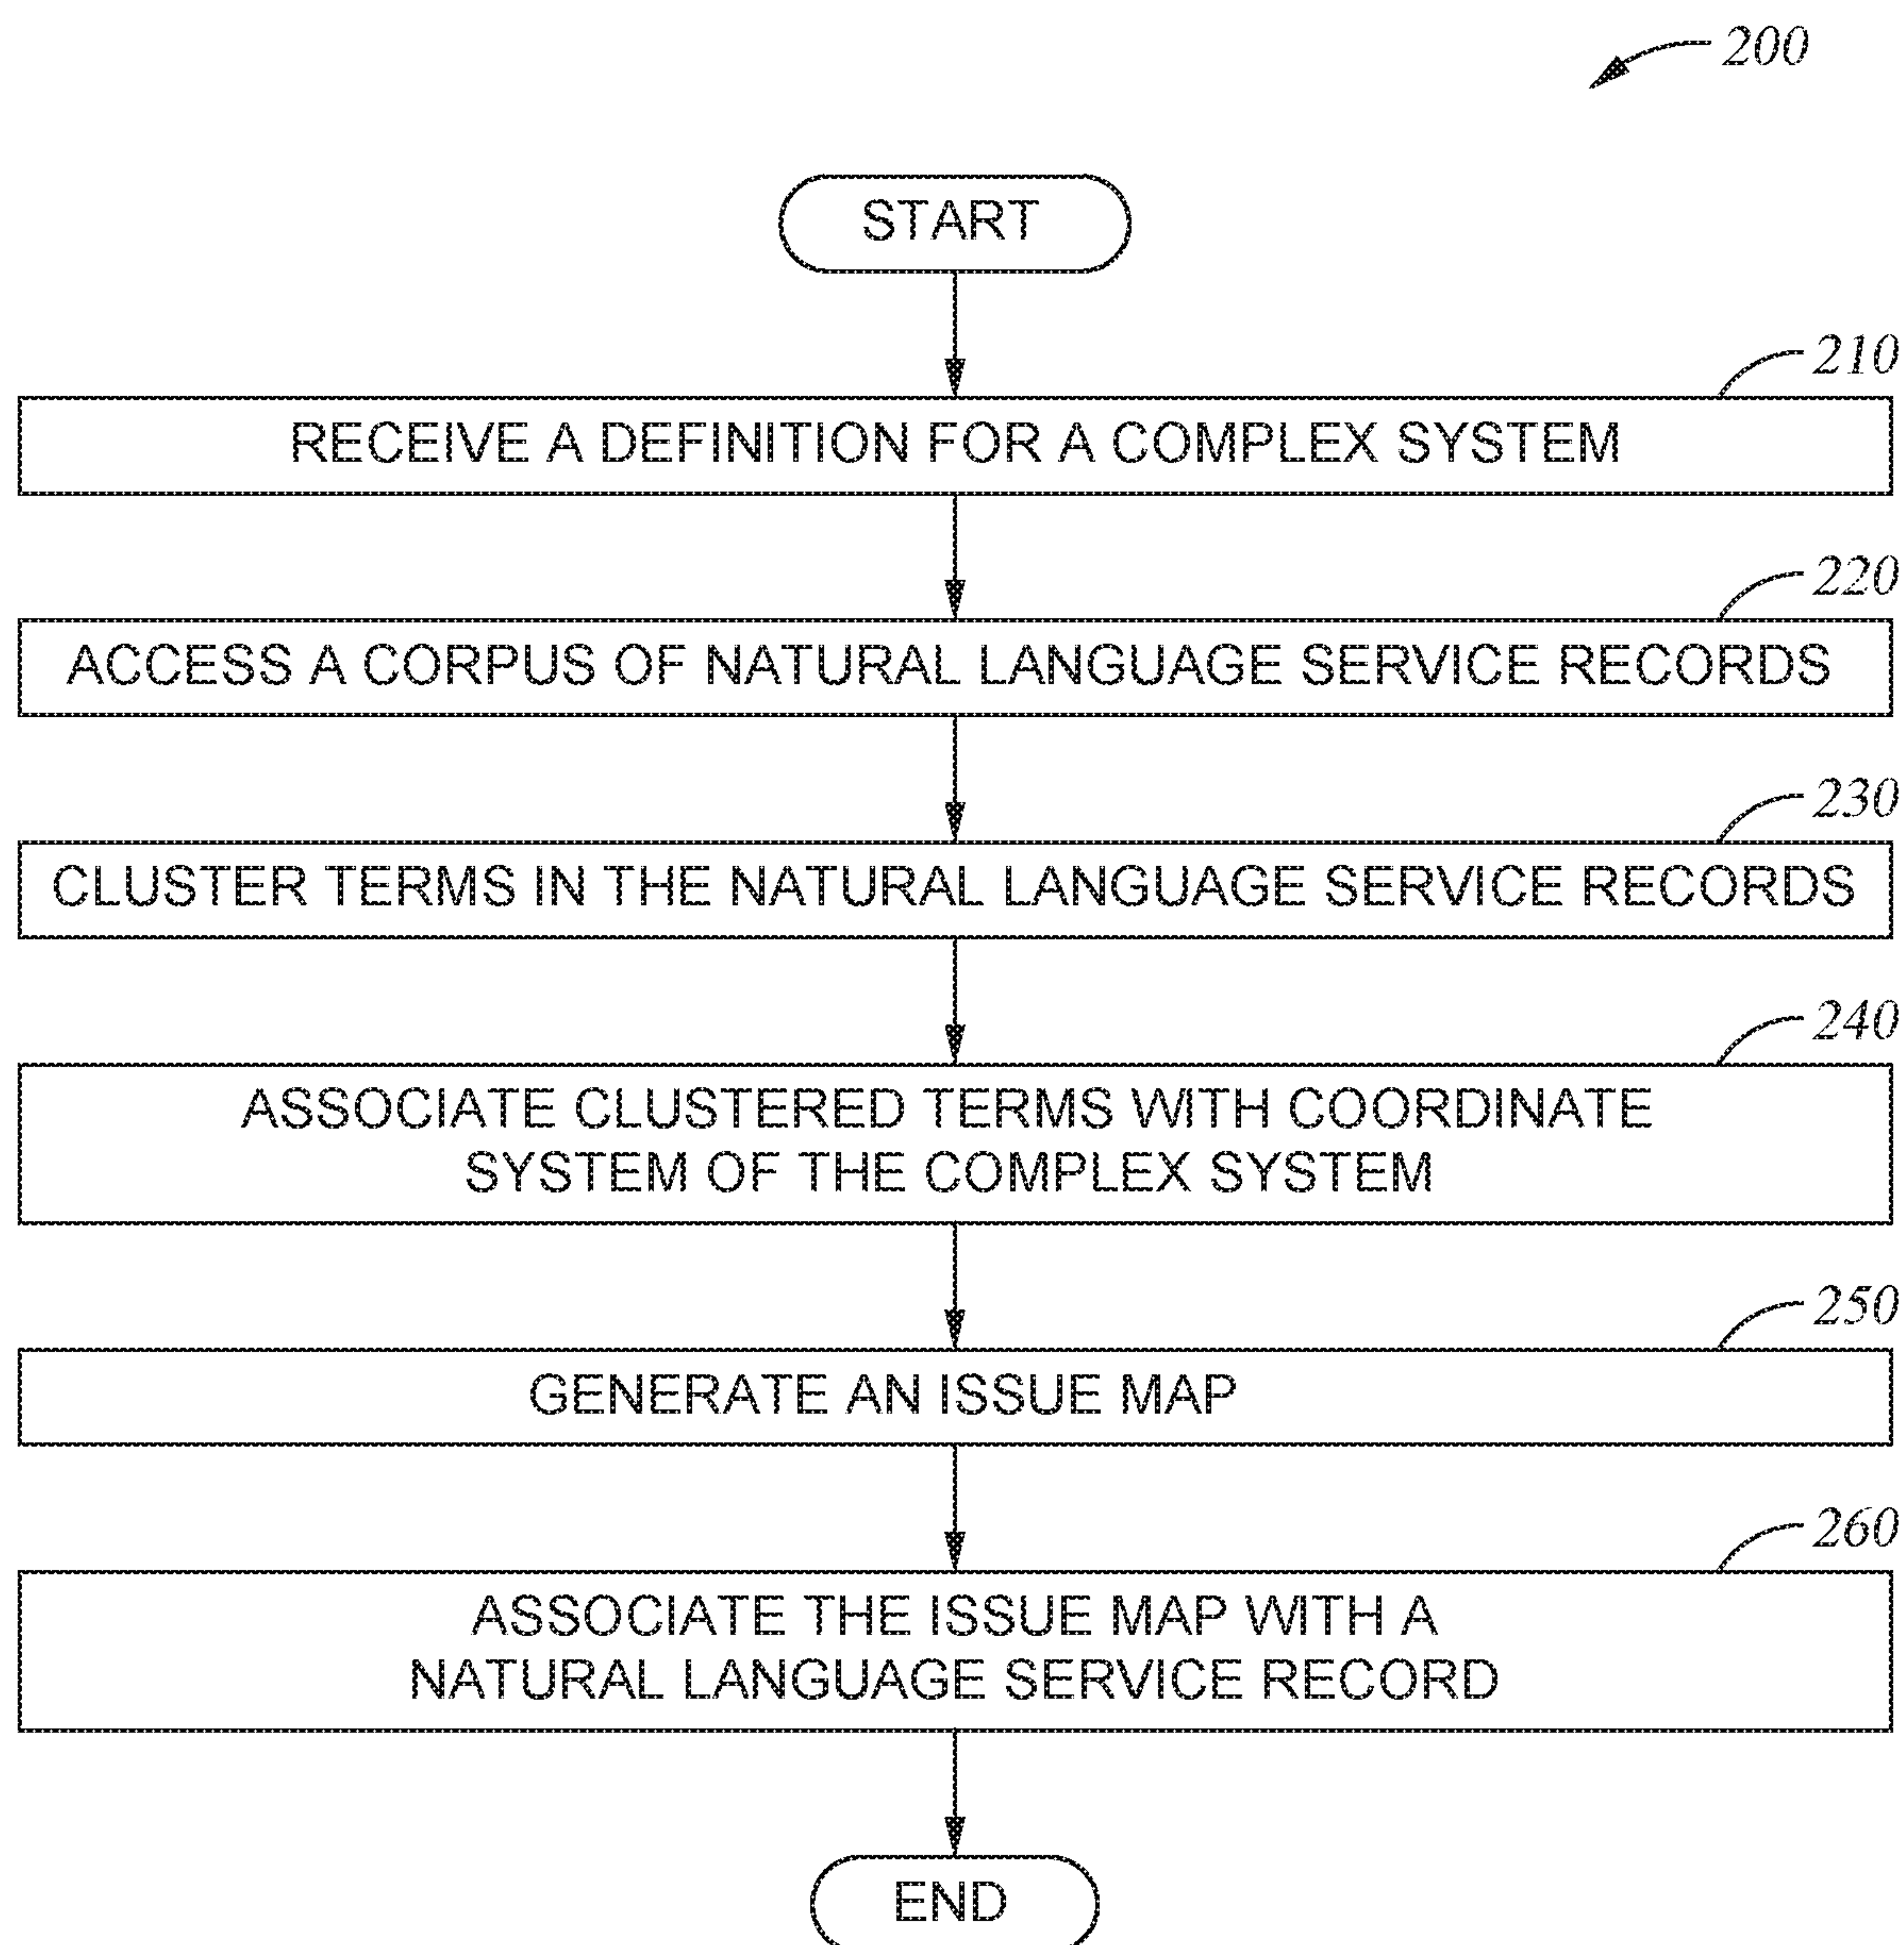 200
START
210
RECEIVE A DEFINITION FOR A COMPLEX SYSTEM
220
ACCESS A CORPUS OF NATURAL LANGUAGE SERVICE RECORDS
230
CLUSTER TERMS IN THE NATURAL LANGUAGE SERVICE RECORDS
240
ASSOCIATE CLUSTERED TERMS WITH COORDINATE
SYSTEM OF THE COMPLEX SYSTEM
250
GENERATE AN ISSUE MAP
260
ASSOCIATE THE ISSUE MAP WITH A
NATURAL LANGUAGE SERVICE RECORD
END